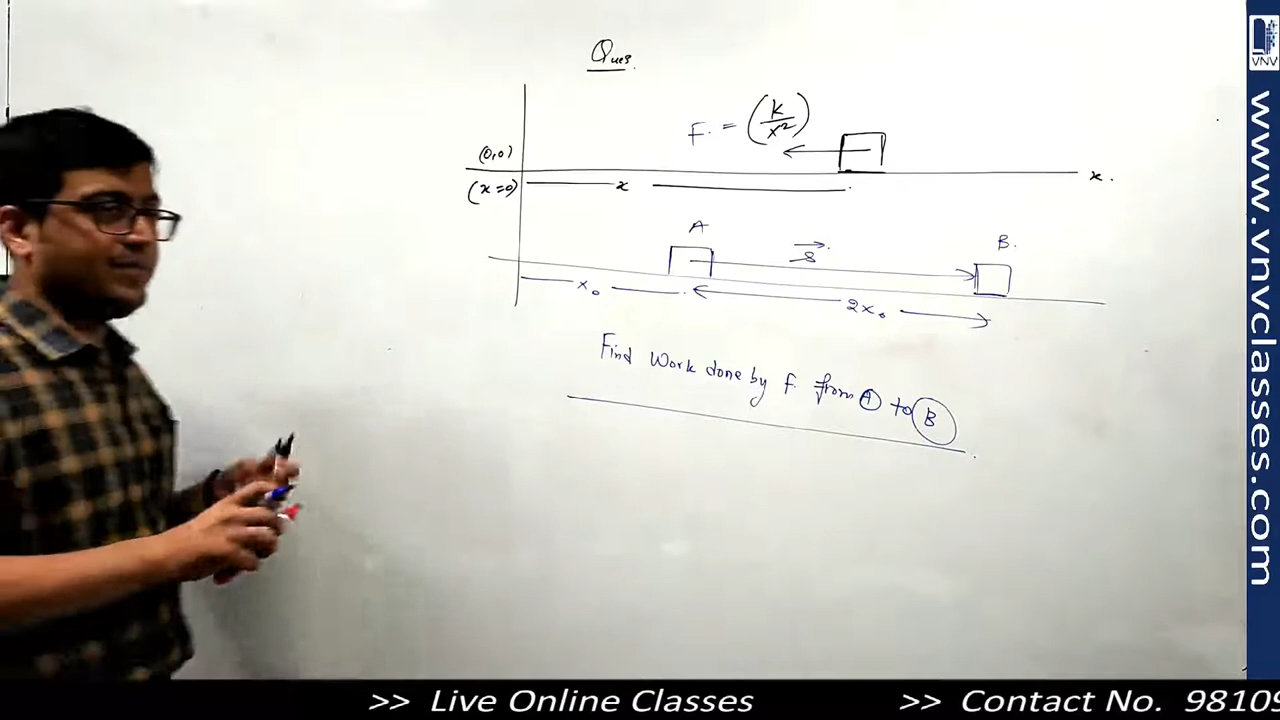 Ques.
F. = (k/x²)
(0,0)
(x=0)
x
x.
A
S
B.
x₀
2x₀
Find Work done by F. from A to B
VNV
www.vnvclasses.com
>> Live Online Classes >> Contact No. 98109